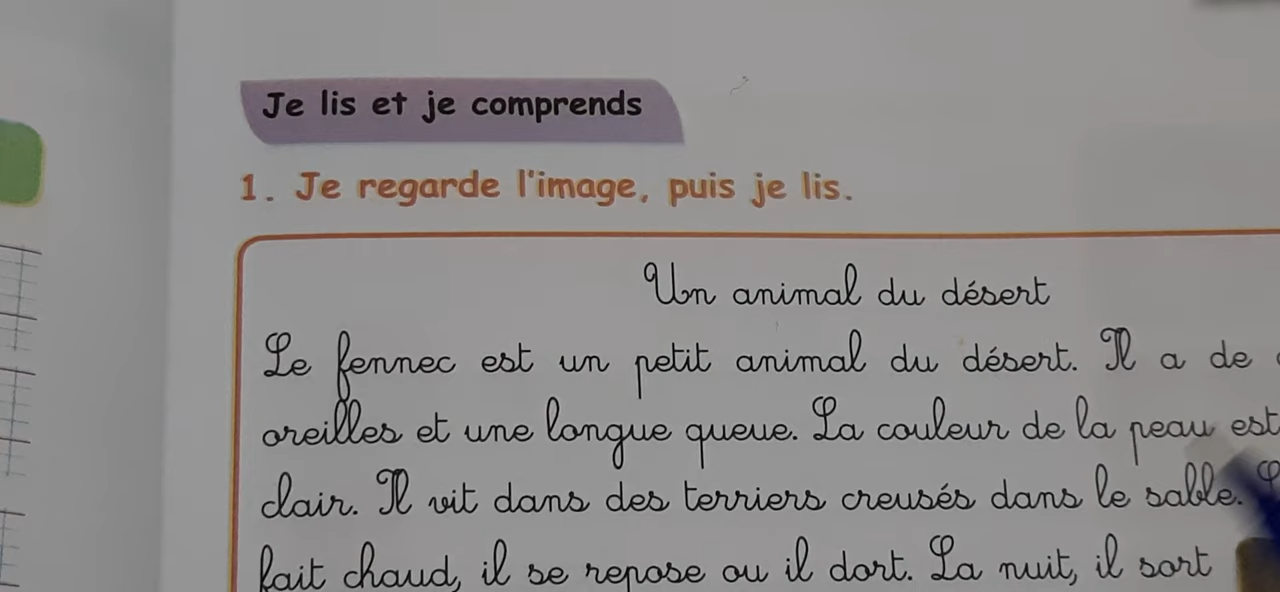 Je lis et je comprends
1. Je regarde l'image, puis je lis.
Un animal du désert
Le fennec est un petit animal du désert. Il a de
oreilles et une longue queue. La couleur de la peau est
clair. Il vit dans des terriers creusés dans le sable.
fait chaud, il se repose ou il dort. La nuit, il sort